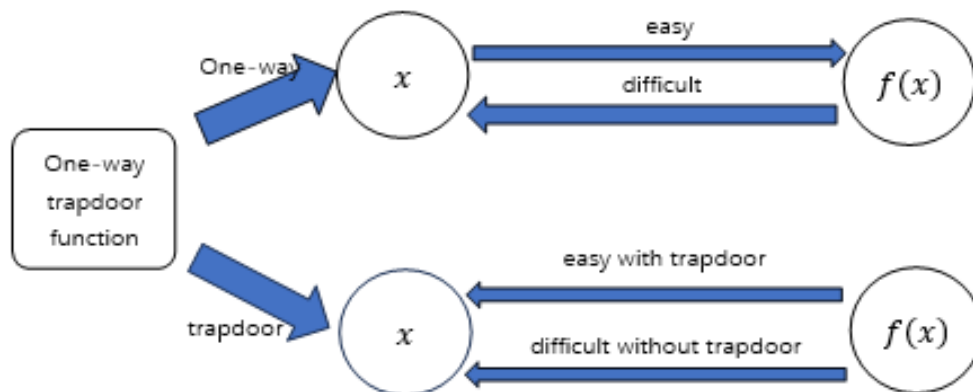 One-way
trapdoor
function
One-way
x
easy
difficult
f(x)
trapdoor
x
easy with trapdoor
difficult without trapdoor
f(x)